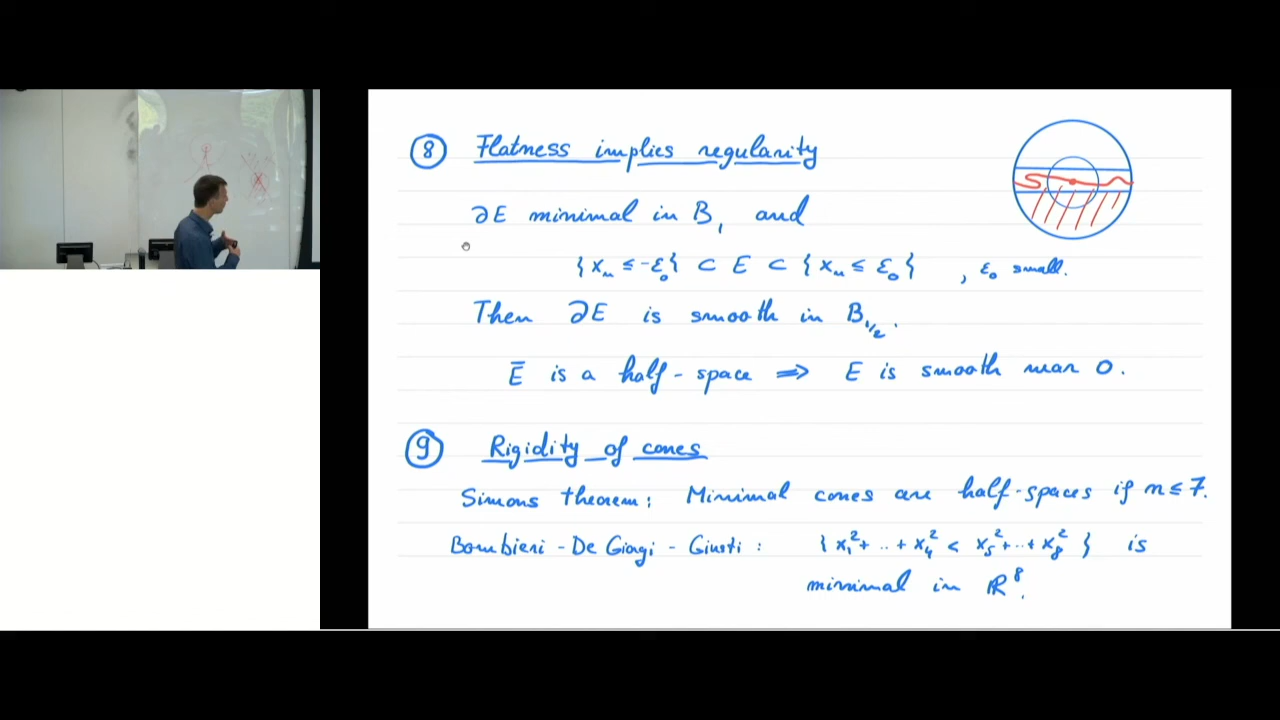 ⑧ Flatness implies regularity
∂E minimal in B₁ and
{ xₙ ≤ -ε₀ } ⊂ E ⊂ { xₙ ≤ ε₀ } , ε₀ small.
Then ∂E is smooth in B_{1/2}.
Ē is a half-space ⇒ E is smooth near 0.
⑨ Rigidity of cones
Simons theorem: Minimal cones are half-spaces if n ≤ 7.
Bombieri - De Giorgi - Giusti : { x₁² + .. + x₄² < x₅² + .. + x₈² } is
minimal in ℝ⁸.